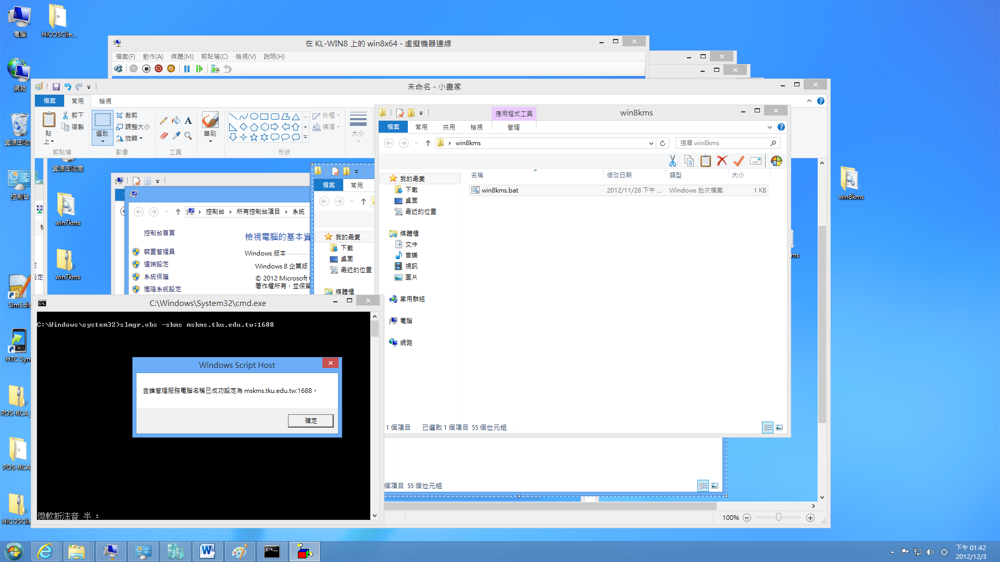 電腦
HiCOSClie...
網路
資源回收
控制台
SimEdit
HTC Syn
PDS-RCA_
PDS-RCA_
HiCOSClie
在 KL-WIN8 上的 win8x64 - 虛擬機器連線
檔案(F) 動作(A) 媒體(M) 剪貼簿(C) 檢視(V) 說明(H)
未命名 - 小畫家
檔案 常用 檢視
貼上
剪下
複製
剪貼簿
選取
裁剪
調整大小
旋轉
影像
工具
筆刷
形狀
外框
填滿
大小
資源回收筒
win7kms
win7kms
控制台 所有控制台項目 系統
控制台首頁
裝置管理員
遠端設定
系統保護
進階系統設定
檢視電腦的基本資
Windows 版本
Windows 8 企業版
© 2012 Microsoft
著作權所有，並保留
檔案 常用
我的最愛
下載
桌面
最近的位置
媒體櫃
應用程式工具
win8kms
檔案 常用 共用 檢視 管理
win8kms
搜尋 win8kms
名稱 修改日期 類型 大小
win8kms.bat 2012/11/28 下午 ... Windows 批次檔案 1 KB
我的最愛
下載
桌面
最近的位置
媒體櫃
文件
音樂
視訊
圖片
家用群組
電腦
網路
1 個項目 已選取 1 個項目 55 個位元組
個項目 55 個位元組
100%
win8kms
ms
C:\Windows\System32\cmd.exe
C:\Windows\system32>slmgr.vbs -skms mskms.tku.edu.tw:1688
Windows Script Host
金鑰管理服務電腦名稱已成功設定為 mskms.tku.edu.tw:1688。
確定
微軟新注音 半 :
下午 01:42
2012/12/3